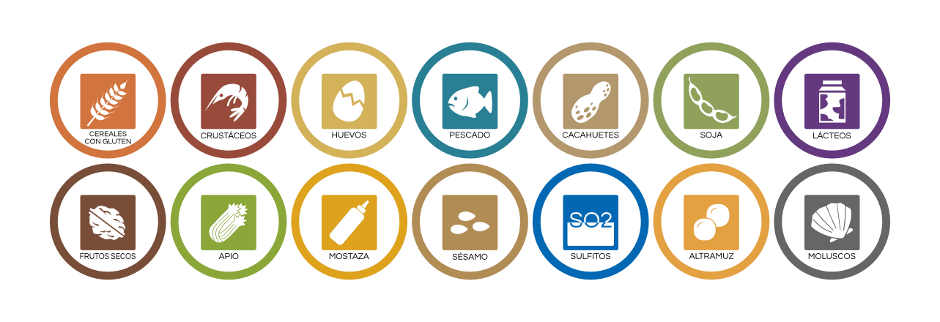 CEREALES
CON GLUTEN
CRUSTÁCEOS
HUEVOS
PESCADO
CACAHUETES
SOJA
LÁCTEOS
FRUTOS SECOS
APIO
MOSTAZA
SÉSAMO
SO2
SULFITOS
ALTRAMUZ
MOLUSCOS